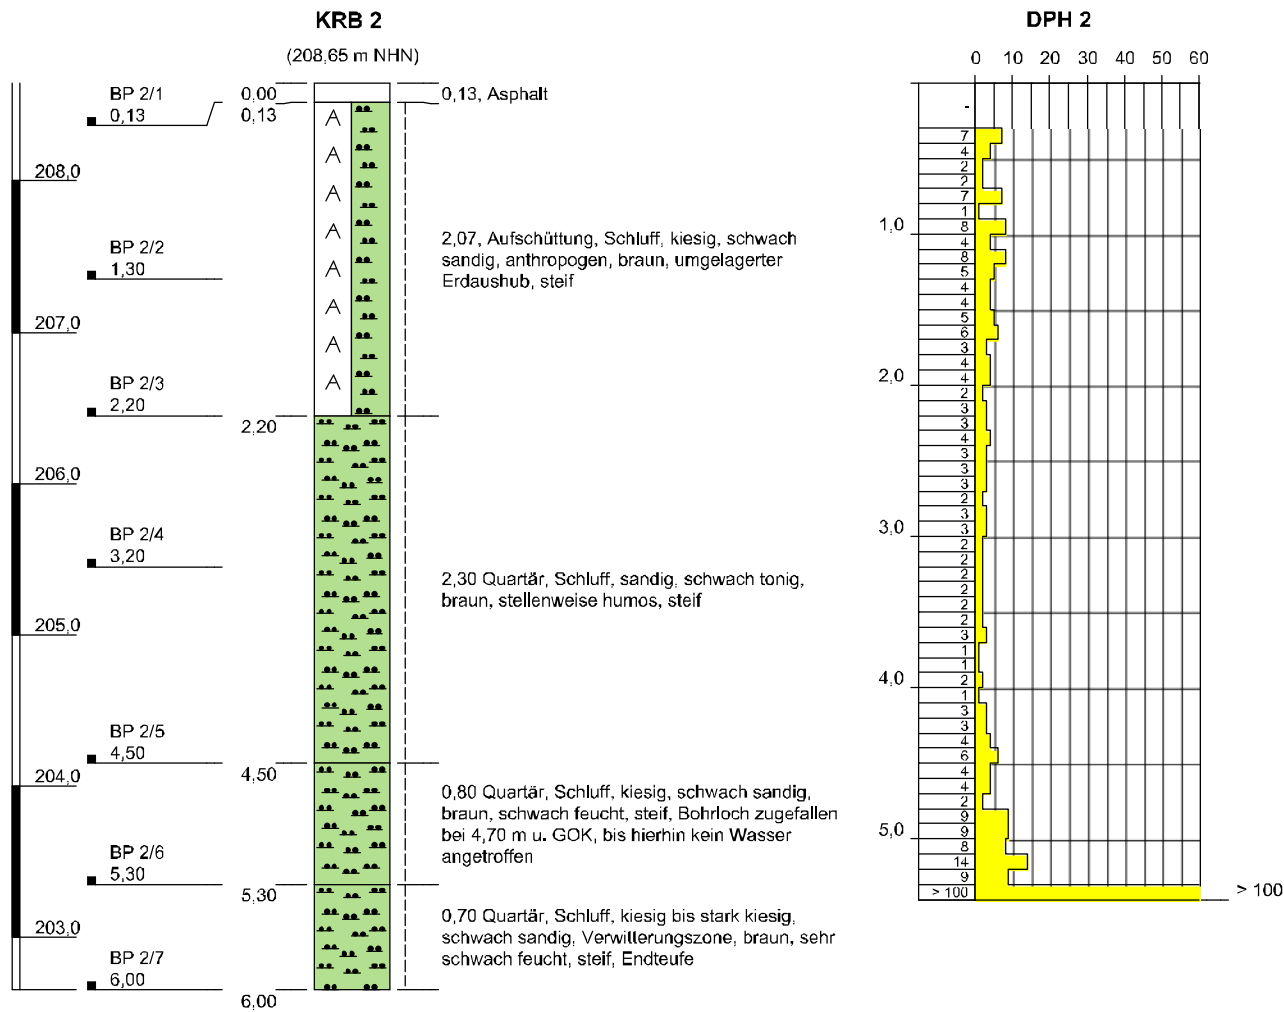 KRB 2
(208,65 m NHN)
BP 2/1
0,13
0,00
0,13
0,13, Asphalt
208,0
BP 2/2
1,30
2,07, Aufschüttung, Schluff, kiesig, schwach
sandig, anthropogen, braun, umgelagerter
Erdaushub, steif
A
A
A
A
A
A
A
A
207,0
BP 2/3
2,20
2,20
206,0
BP 2/4
3,20
2,30 Quartär, Schluff, sandig, schwach tonig,
braun, stellenweise humos, steif
205,0
BP 2/5
4,50
4,50
204,0
0,80 Quartär, Schluff, kiesig, schwach sandig,
braun, schwach feucht, steif, Bohrloch zugefallen
bei 4,70 m u. GOK, bis hierhin kein Wasser
angetroffen
BP 2/6
5,30
5,30
0,70 Quartär, Schluff, kiesig bis stark kiesig,
schwach sandig, Verwillerungszone, braun, sehr
schwach feucht, steif, Endteufe
203,0
BP 2/7
6,00
6,00
DPH 2
0 10 20 30 40 50 60
-
7
4
2
2
7
1
1,0
8
4
8
5
4
4
5
6
3
4
2,0
4
2
3
3
4
3
3
3
2
3
3,0
3
2
2
2
2
2
2
3
1
1
4,0
2
1
3
3
4
6
4
4
2
9
5,0
9
8
14
9
> 100
> 100